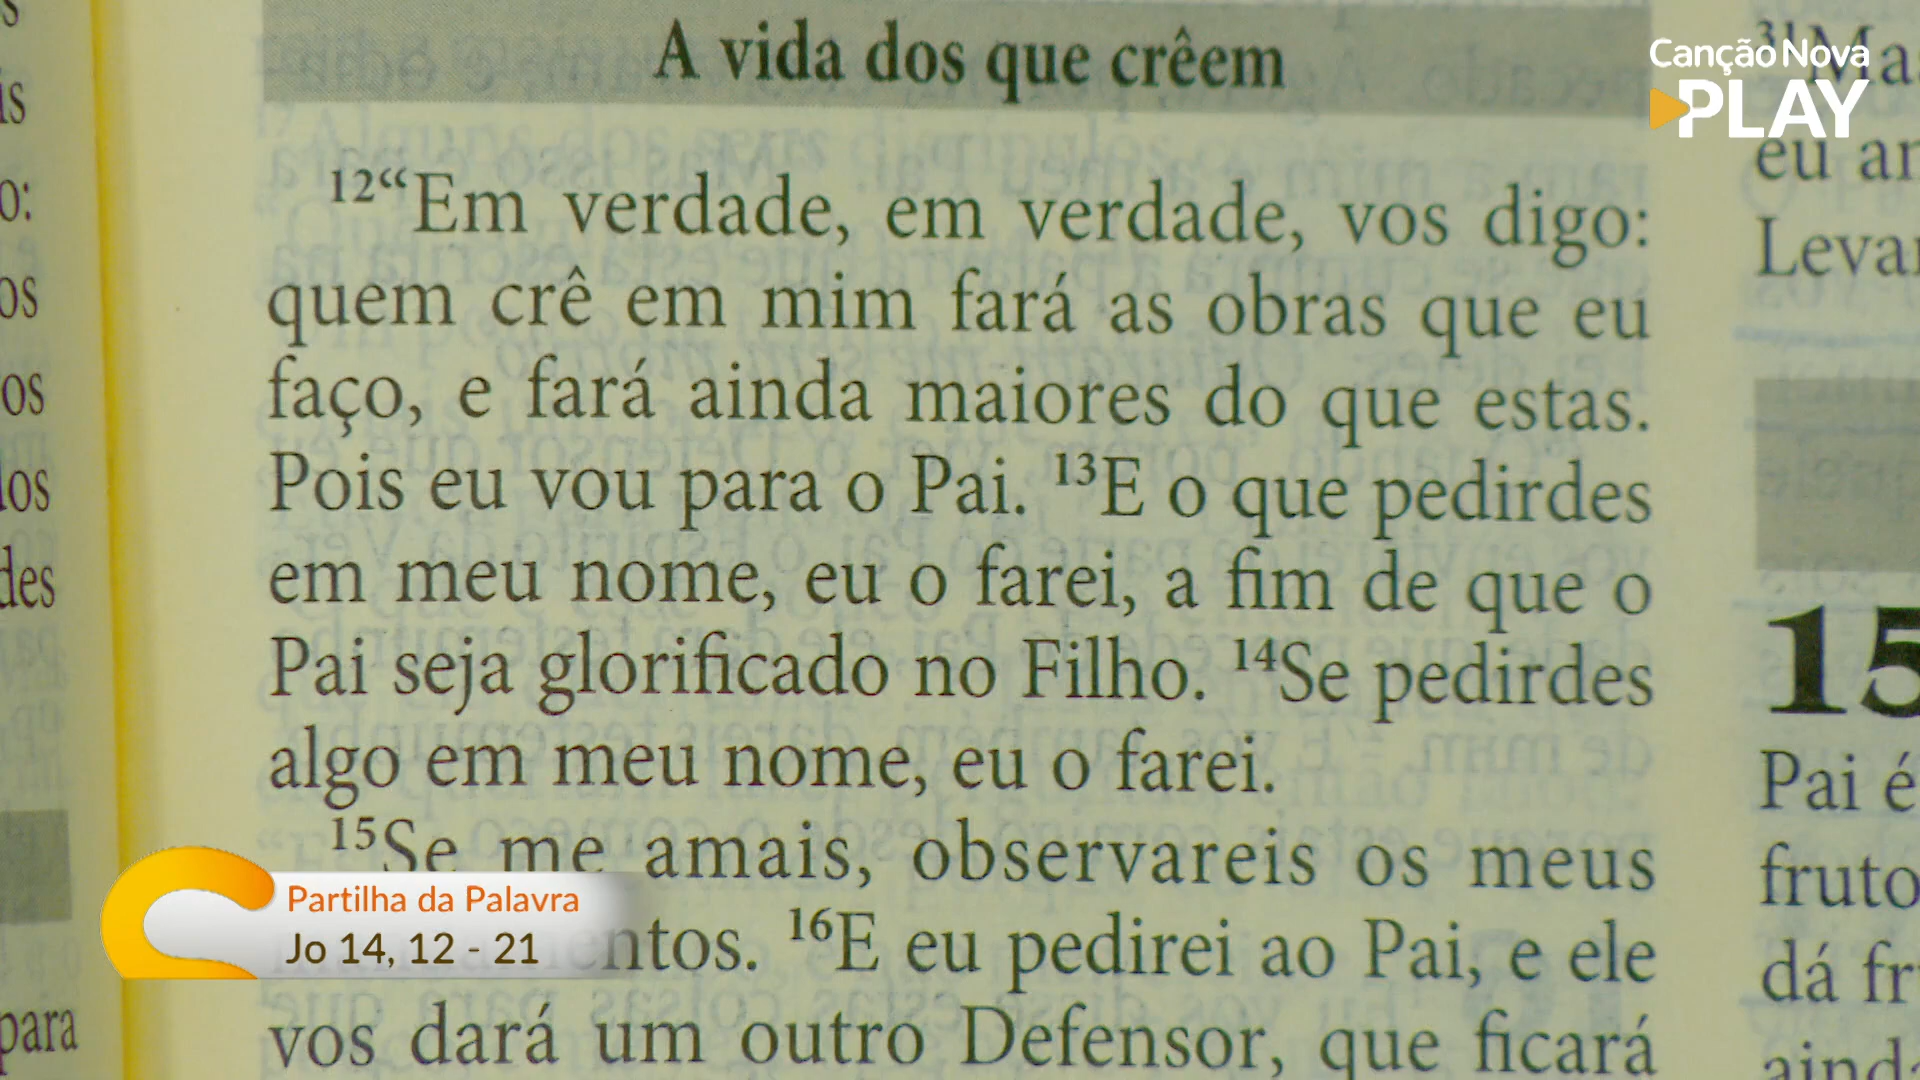 A vida dos que crêem
¹²“Em verdade, em verdade, vos digo:
quem crê em mim fará as obras que eu
faço, e fará ainda maiores do que estas.
Pois eu vou para o Pai. ¹³E o que pedirdes
em meu nome, eu o farei, a fim de que o
Pai seja glorificado no Filho. ¹⁴Se pedirdes
algo em meu nome, eu o farei.
¹⁵Se me amais, observareis os meus
entos. ¹⁶E eu pedirei ao Pai, e ele
vos dará um outro Defensor, que ficará
Canção Nova
PLAY
eu
Leva
15
Pai é
fruto
dá fr
aind
os
des
para
Partilha da Palavra
Jo 14, 12 - 21